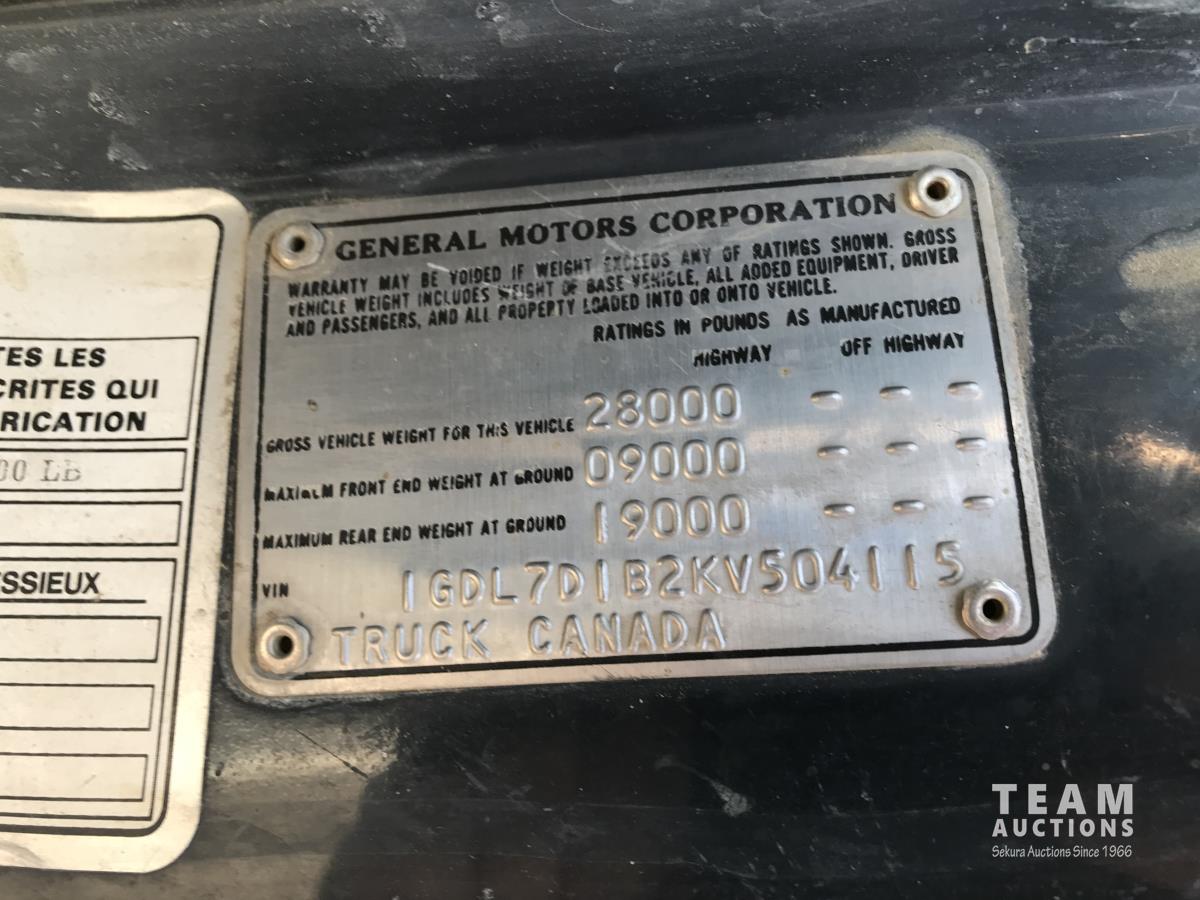 TES LES
CRITES QUI
RICATION
00 LB
ESSIEUX
GENERAL MOTORS CORPORATION
WARRANTY MAY BE VOIDED IF WEIGHT EXCEEDS ANY OF RATINGS SHOWN. GROSS
VEHICLE WEIGHT INCLUDES WEIGHT OF BASE VEHICLE, ALL ADDED EQUIPMENT, DRIVER
AND PASSENGERS, AND ALL PROPERTY LOADED INTO OR ONTO VEHICLE.
RATINGS IN POUNDS AS MANUFACTURED
HIGHWAY OFF HIGHWAY
GROSS VEHICLE WEIGHT FOR THIS VEHICLE 28000 - - -
MAXIMUM FRONT END WEIGHT AT GROUND 09000 - - -
MAXIMUM REAR END WEIGHT AT GROUND 19000 - - -
VIN 1GDL7D1B2KV504115
TRUCK CANADA
TEAM
AUCTIONS
Sekura Auctions Since 1966